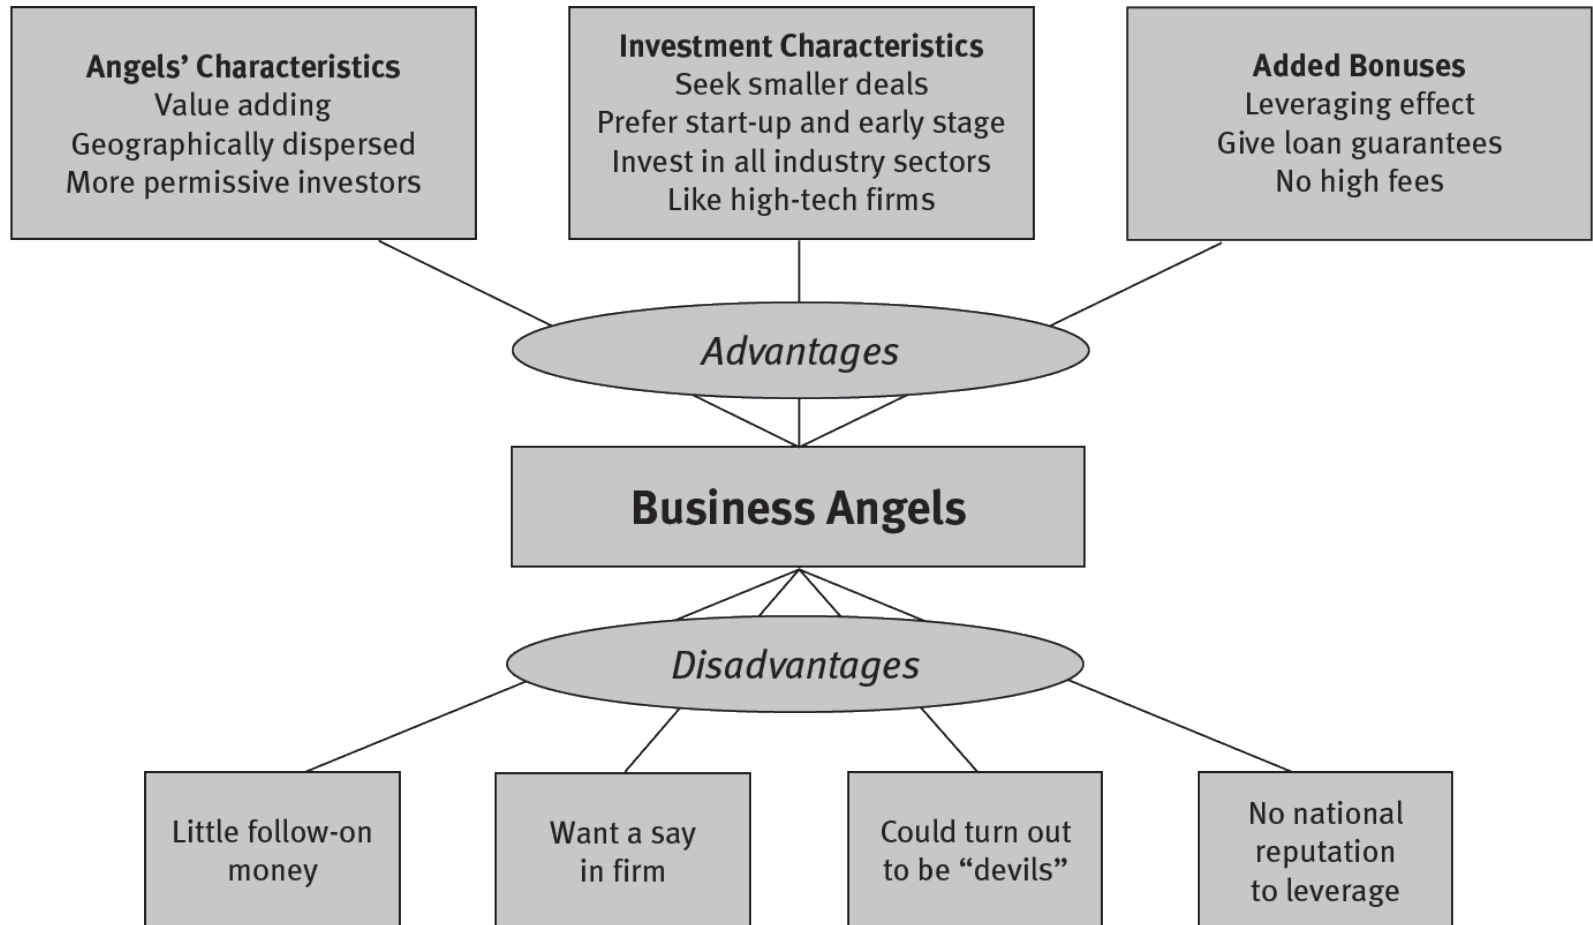 Angels’ Characteristics
Value adding
Geographically dispersed
More permissive investors
Investment Characteristics
Seek smaller deals
Prefer start-up and early stage
Invest in all industry sectors
Like high-tech firms
Added Bonuses
Leveraging effect
Give loan guarantees
No high fees
Advantages
Business Angels
Disadvantages
Little follow-on
money
Want a say
in firm
Could turn out
to be “devils”
No national
reputation
to leverage